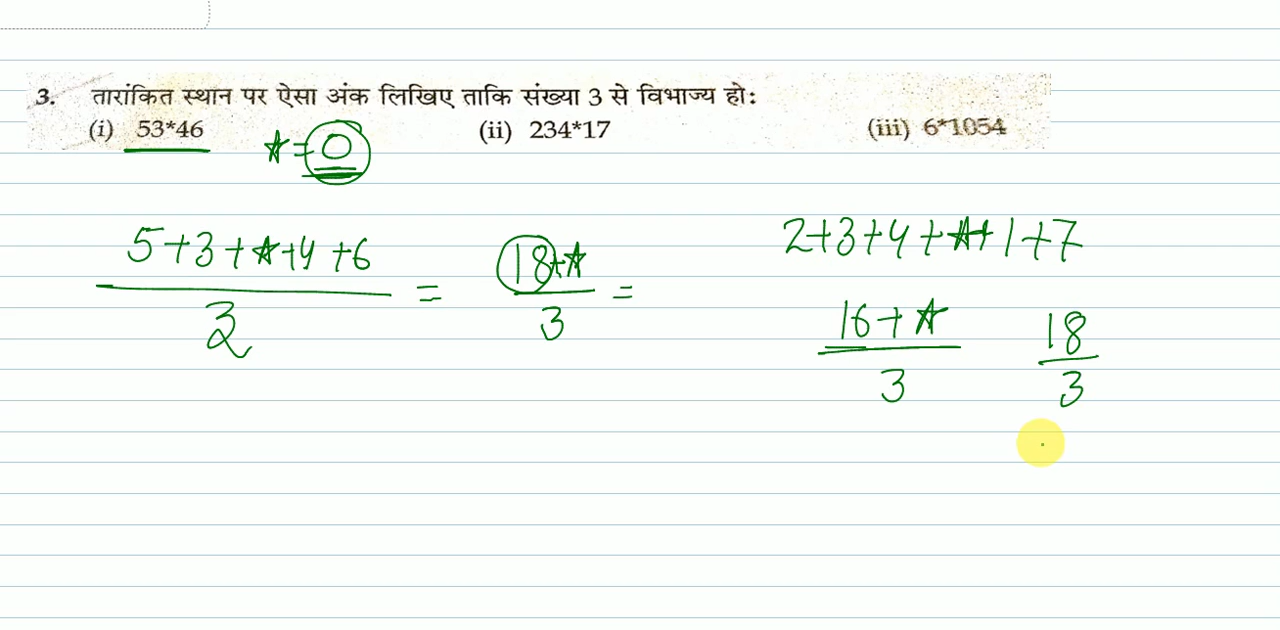 3. तारांकित स्थान पर ऐसा अंक लिखिए ताकि संख्या 3 से विभाज्य हो:
(i) 53*46 (ii) 234*17 (iii) 6*1054
★ = 0
5+3+★+4+6 / 3 = 18+★ / 3 =
2+3+4+★+1+7
16+★ / 3 18 / 3